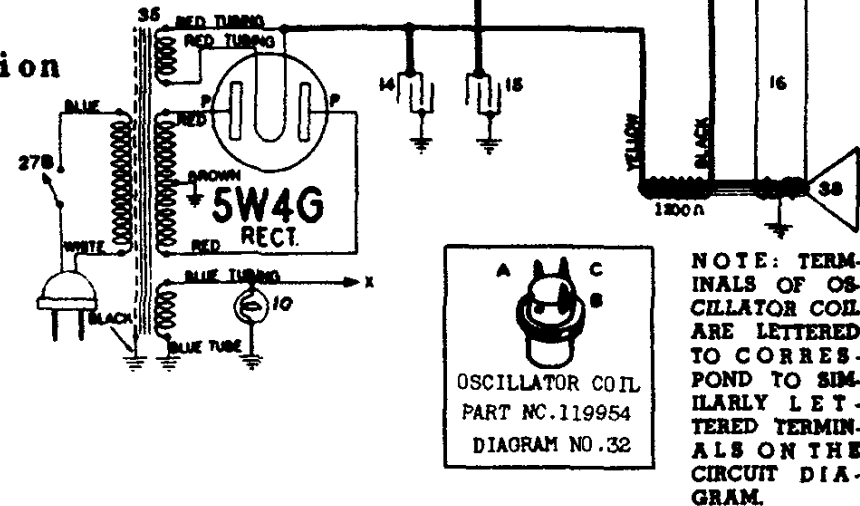 ion
35
RED TUBING
RED TUBING
BLUE
P
P
RED
27B
BROWN
5W4G
RECT.
WHITE
RED
BLUE TUBING
X
10
BLACK
BLUE TUBE
14
15
16
YELLOW
BLACK
1200Ω
38
A
C
B
OSCILLATOR COIL
PART NO.119954
DIAGRAM NO.32
NOTE: TERM-
INALS OF OS-
CILLATOR COIL
ARE LETTERED
TO CORRES-
POND TO SIM-
ILARLY LET-
TERED TERMIN-
ALS ON THE
CIRCUIT DIA-
GRAM.